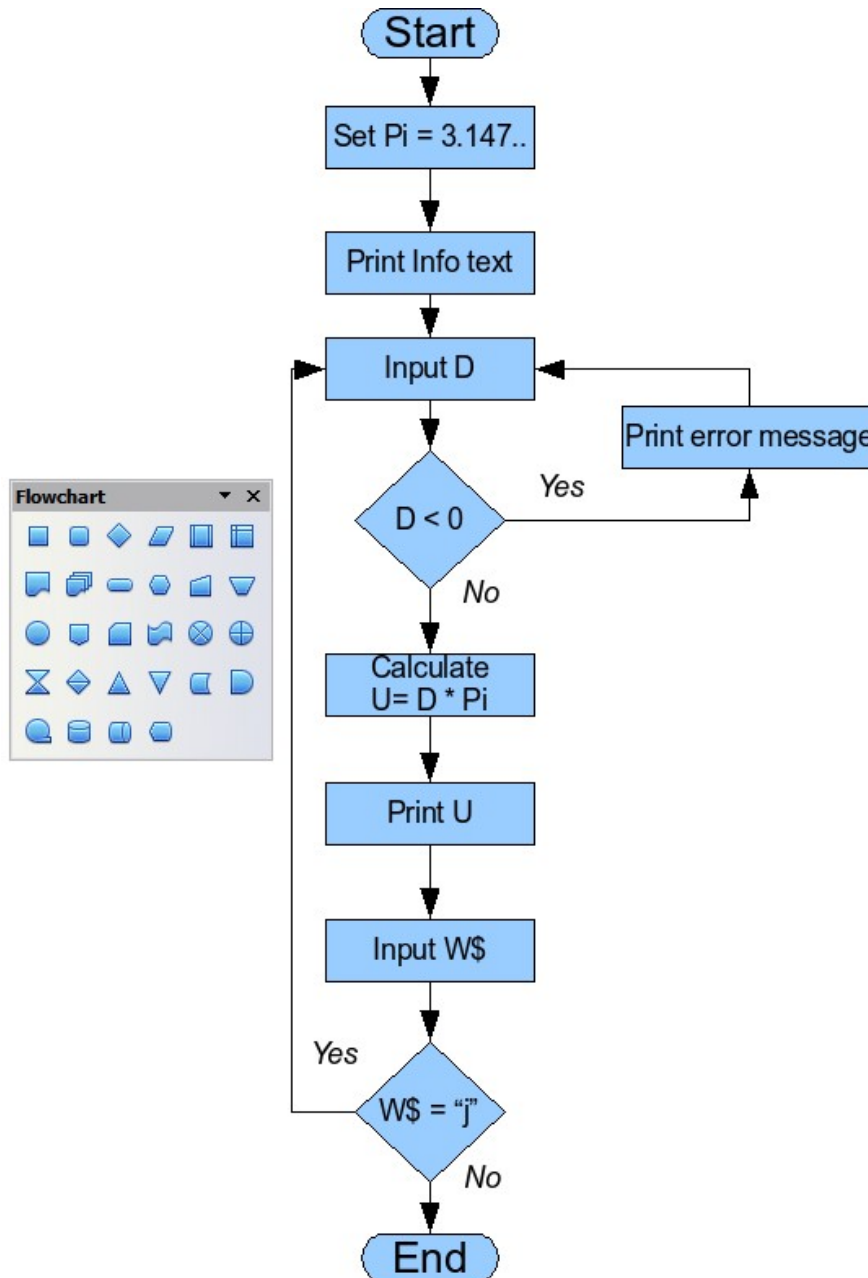 Start
Set Pi = 3.147..
Print Info text
Input D
Print error message
D < 0
Yes
No
Flowchart
Calculate
U= D * Pi
Print U
Input W$
Yes
W$ = “j”
No
End